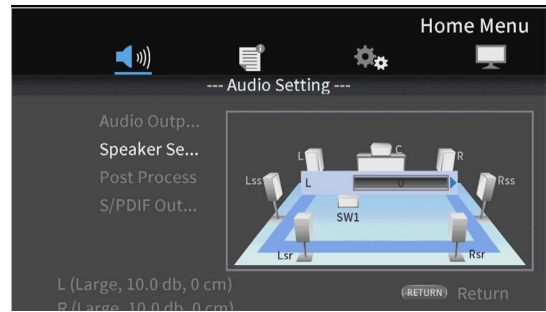 Home Menu
--- Audio Setting ---
Audio Outp...
Speaker Se...
Post Process
S/PDIF Out...
L
C
R
Lss
L
0
Rss
SW1
Lsr
Rsr
L (Large, 10.0 db, 0 cm)
RETURN Return
R (Large, 10.0 db, 0 cm)